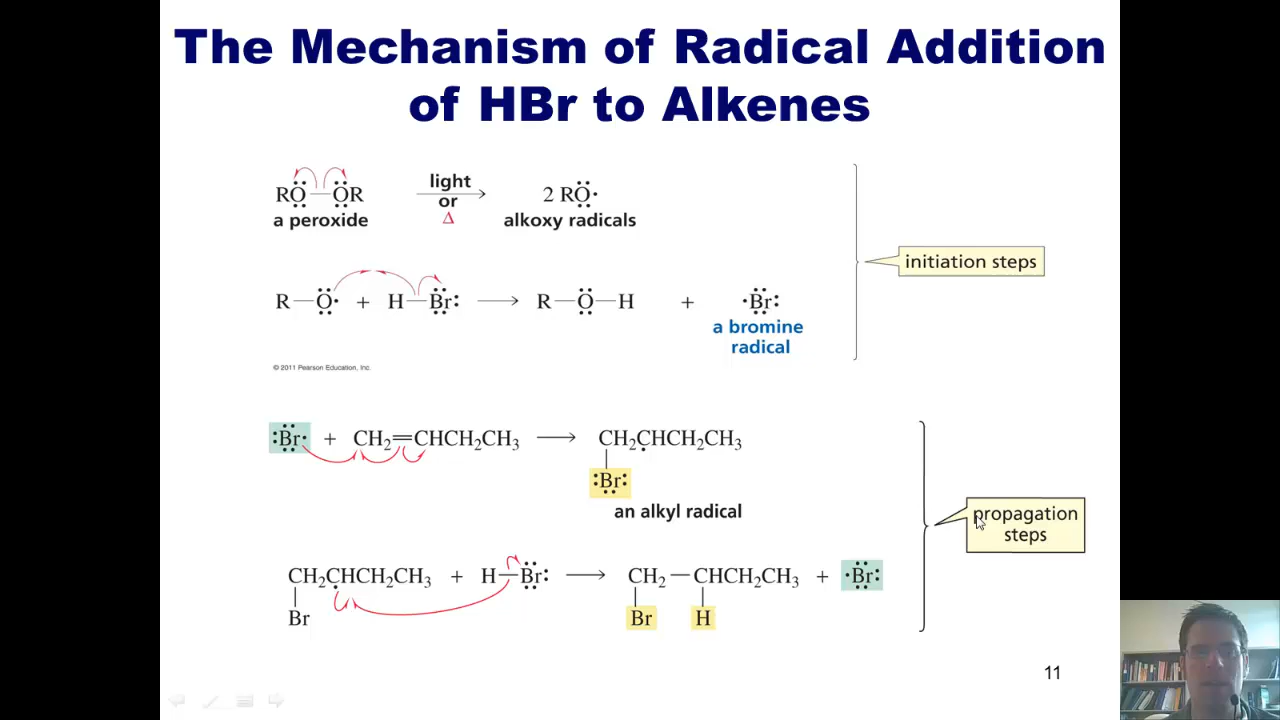 The Mechanism of Radical Addition
of HBr to Alkenes
RÖ—ÖR light or Δ 2 RÖ·
a peroxide
alkoxy radicals
initiation steps
R—Ö· + H—Br: → R—Ö—H + ·Br:
a bromine
radical
© 2011 Pearson Education, Inc.
:Br· + CH₂=CHCH₂CH₃ → CH₂ĊHCH₂CH₃
:Br:
an alkyl radical
propagation
steps
CH₂ĊHCH₂CH₃ + H—Br: → CH₂—CHCH₂CH₃ + ·Br:
Br Br H
11